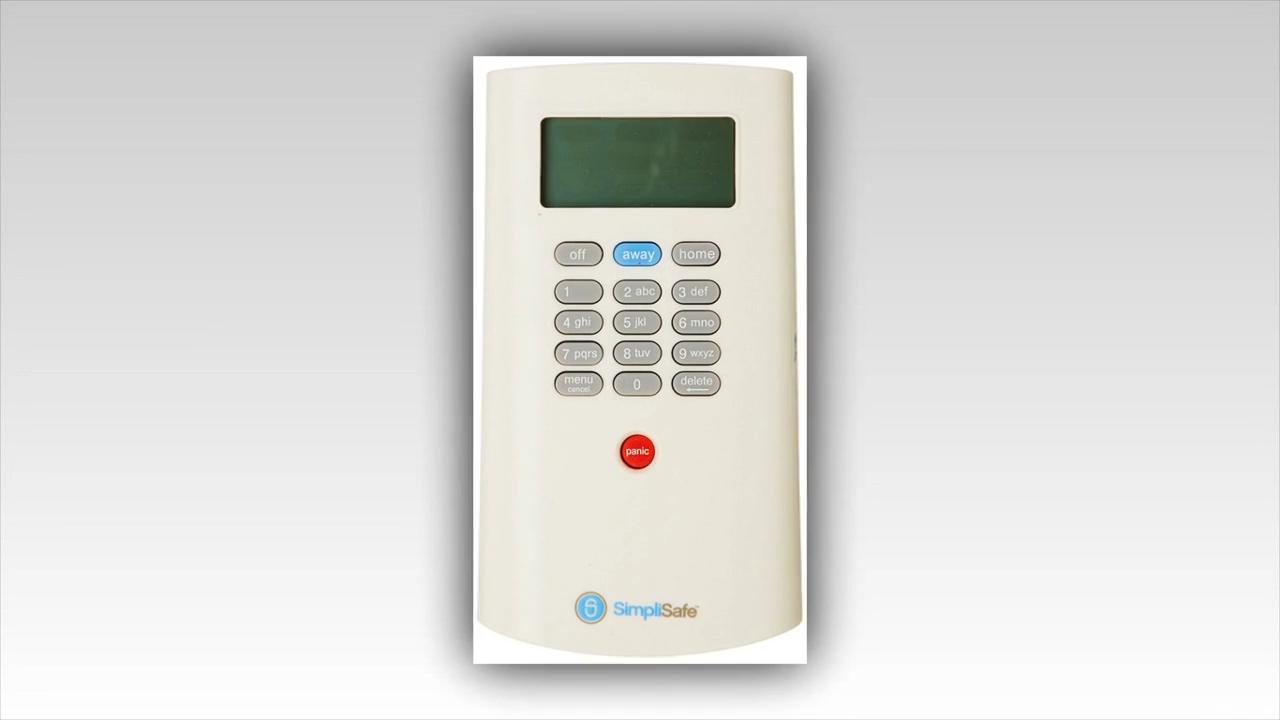 off away home
1 2 abc 3 def
4 ghi 5 jkl 6 mno
7 pqrs 8 tuv 9 wxyz
menu 0 delete
cancel
panic
SimpliSafe™